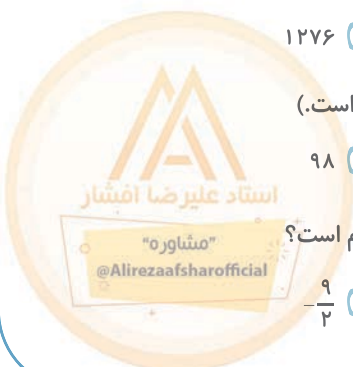 ۱۲۷۶
است.)
۹۸
استاد علیرضا افشار
م است؟
"مشاوره"
@Alirezaafsharofficial
-۹/۲